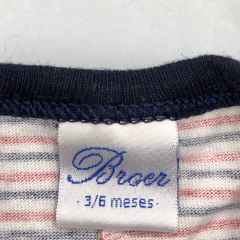 Broer
· 3/6 meses ·